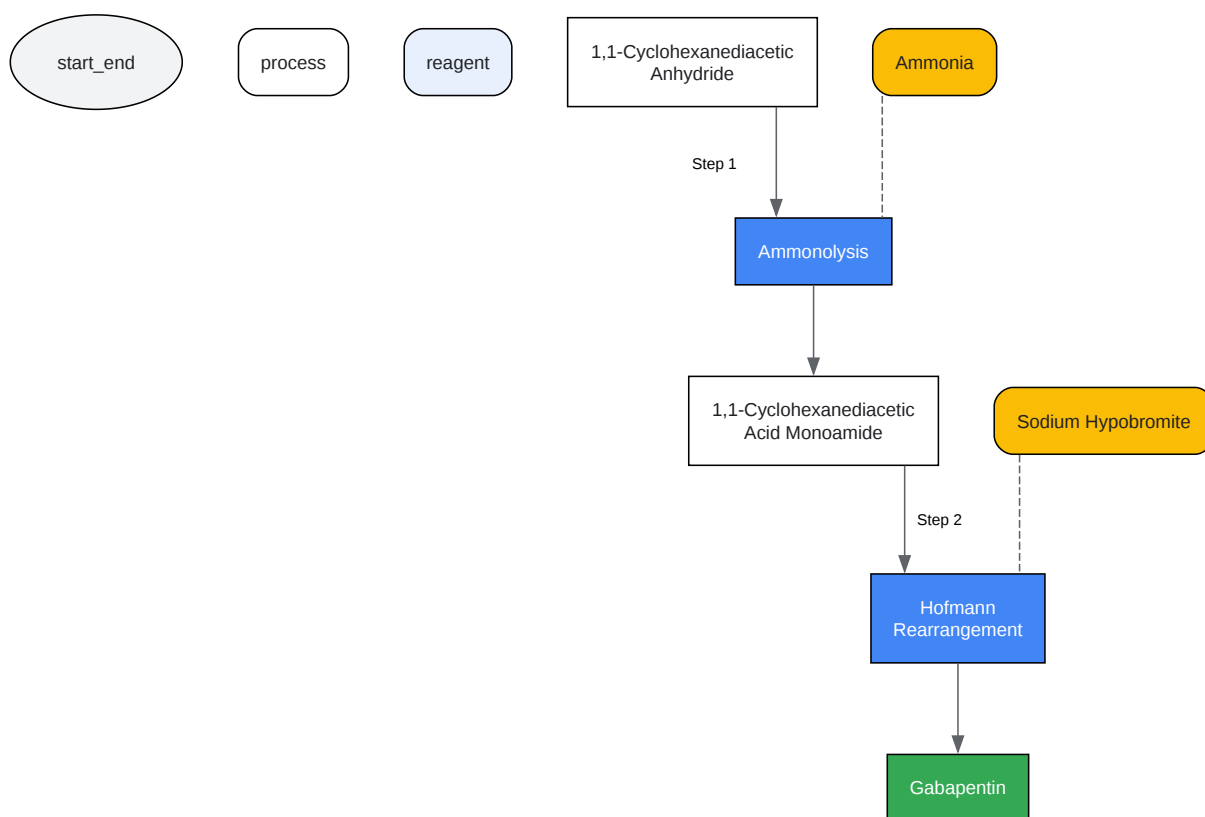 start_end
process
reagent
1,1-Cyclohexanediacetic
Anhydride
Ammonia
Step 1
Ammonolysis
1,1-Cyclohexanediacetic
Acid Monoamide
Sodium Hypobromite
Step 2
Hofmann
Rearrangement
Gabapentin